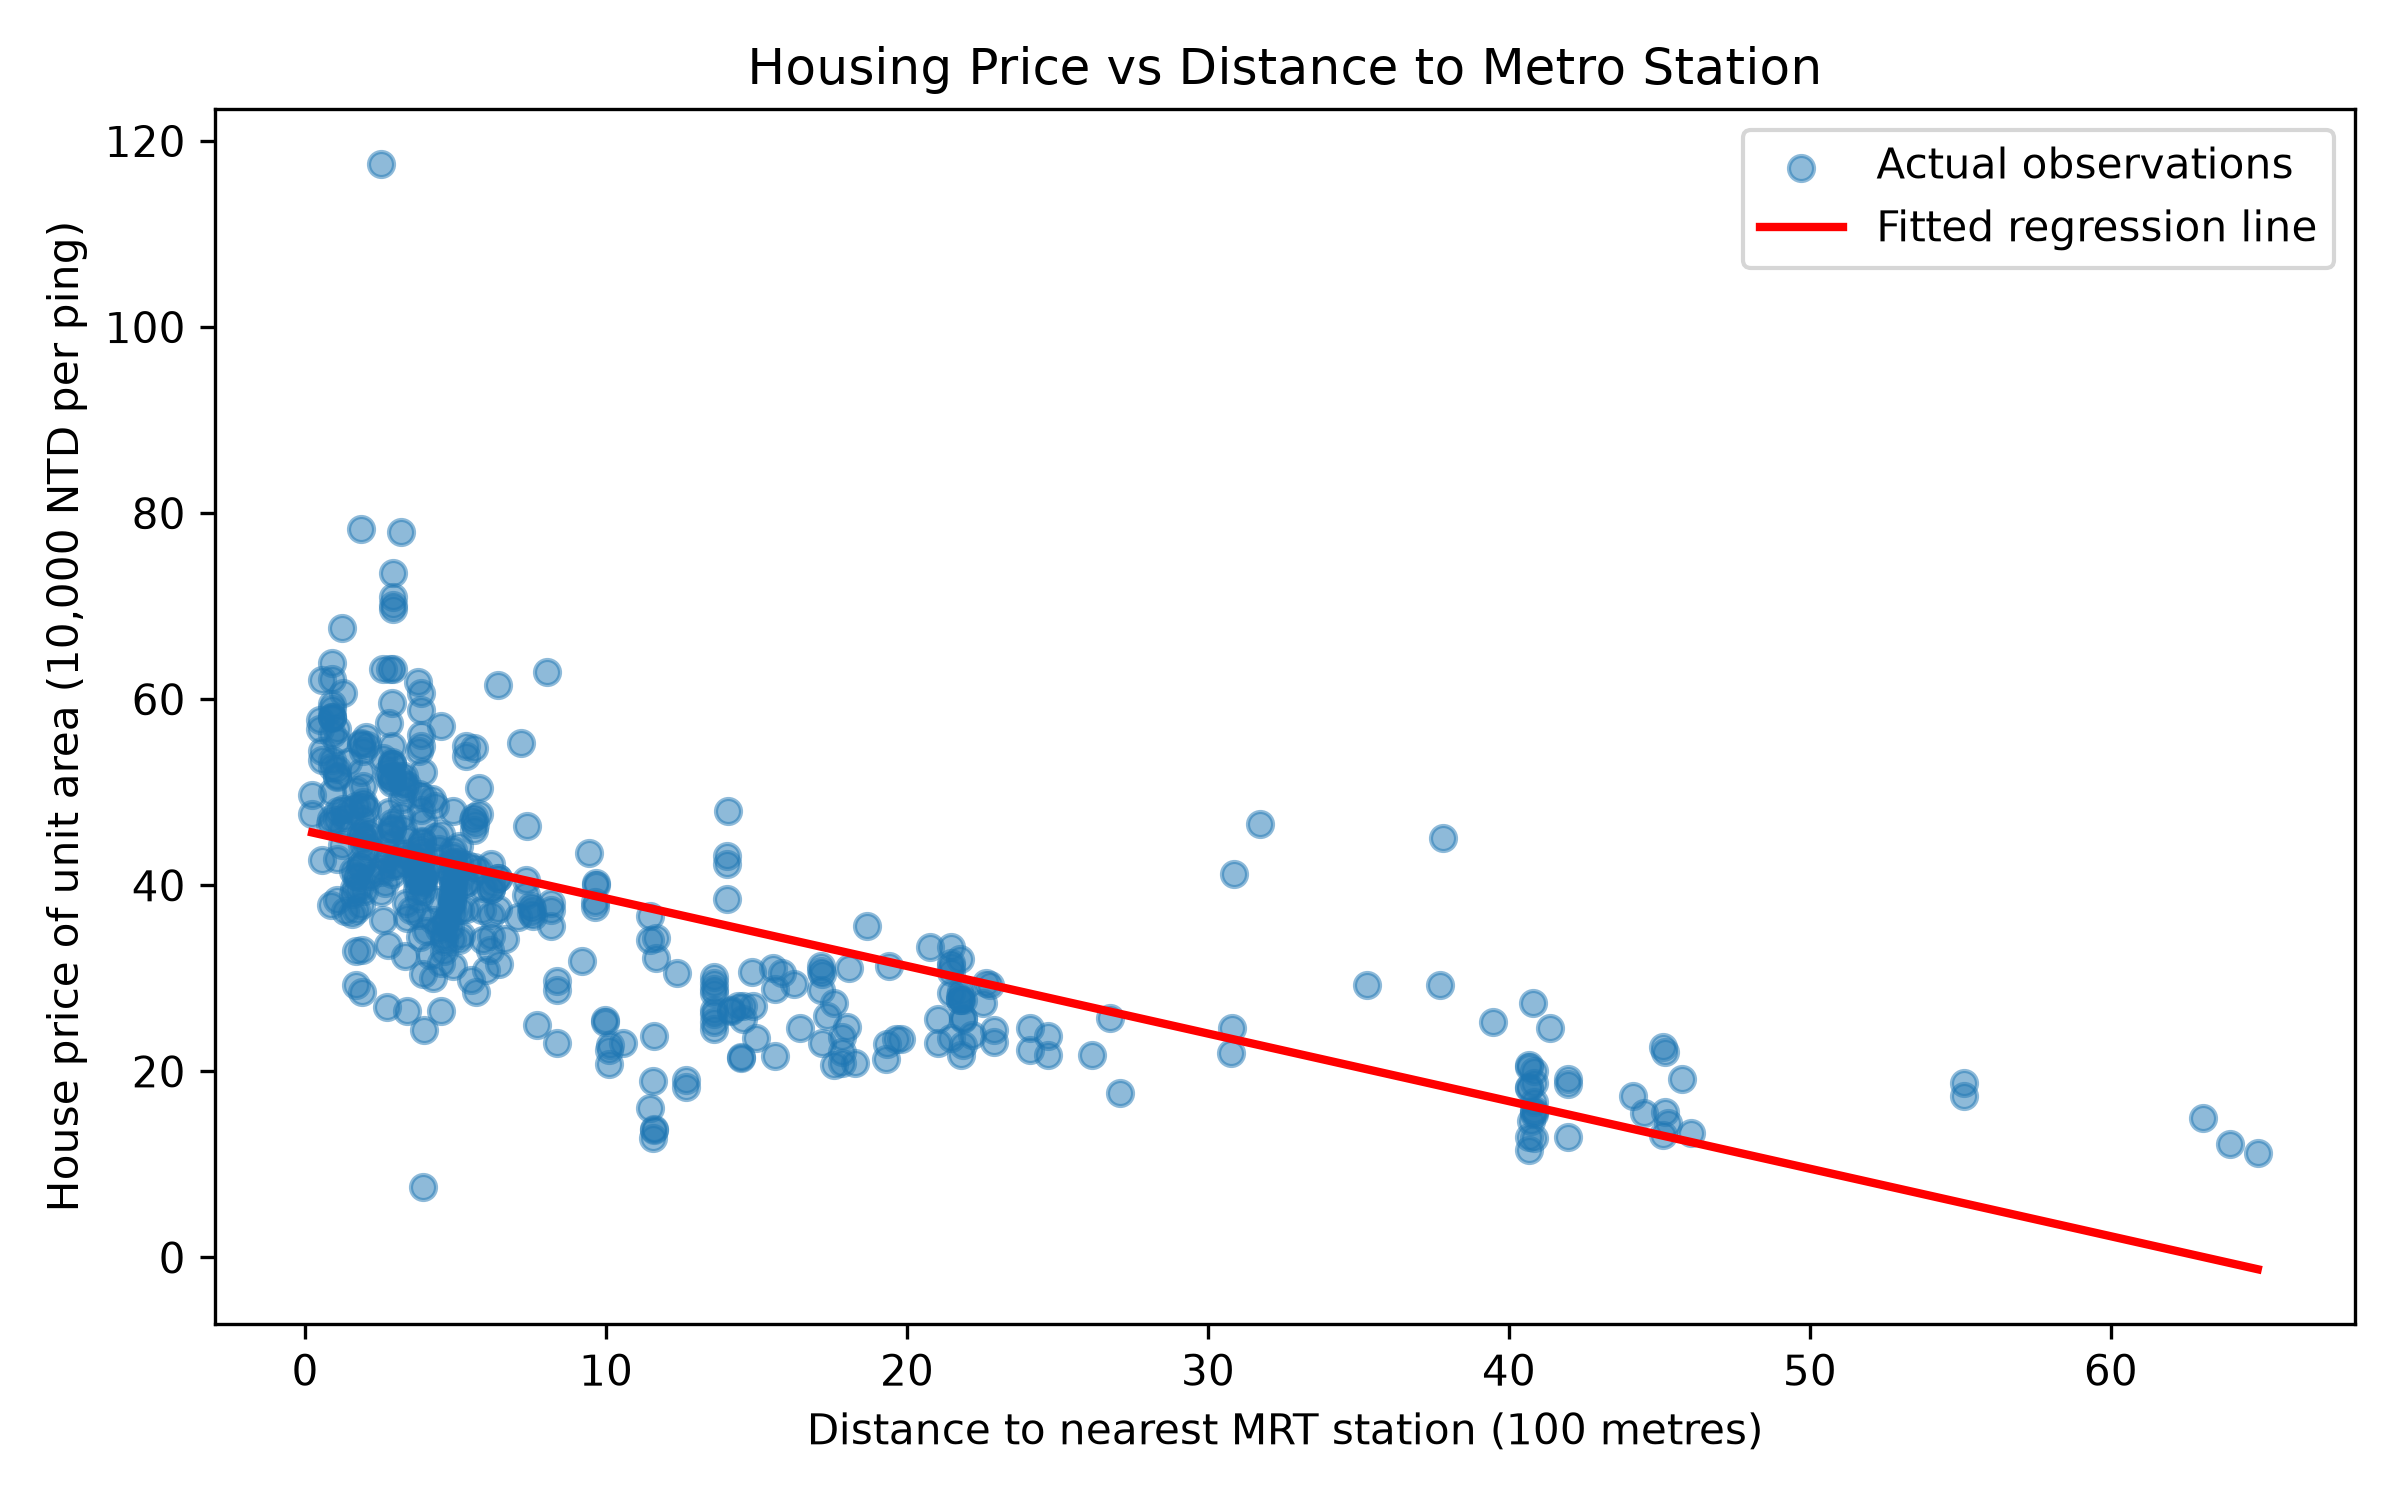 Housing Price vs Distance to Metro Station
Actual observations
Fitted regression line
House price of unit area (10,000 NTD per ping)
120
100
80
60
40
20
0
0 10 20 30 40 50 60
Distance to nearest MRT station (100 metres)